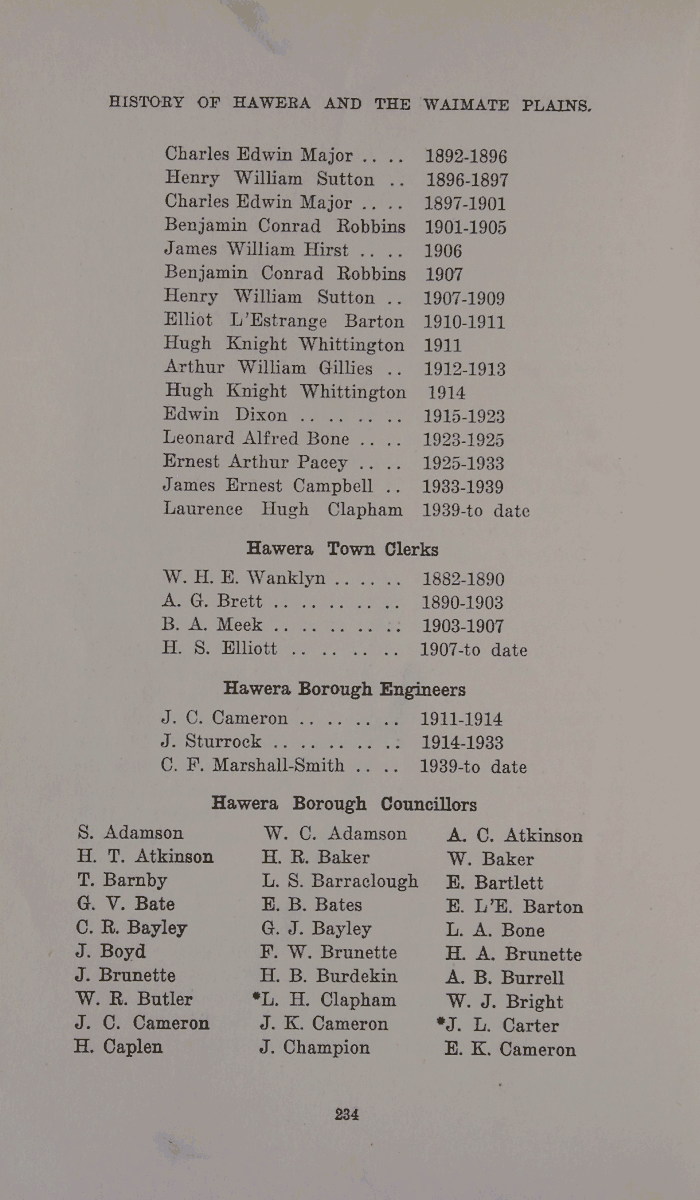 HISTORY OF HAWERA AND THE WAIMATE PLAINS.
Charles Edwin Major .. .. 1892-1896
Henry William Sutton .. 1896-1897
Charles Edwin Major .. .. 1897-1901
Benjamin Conrad Robbins 1901-1905
James William Hirst .. .. 1906
Benjamin Conrad Robbins 1907
Henry William Sutton .. 1907-1909
Elliot L'Estrange Barton 1910-1911
Hugh Knight Whittington 1911
Arthur William Gillies .. 1912-1913
Hugh Knight Whittington 1914
Edwin Dixon .. .. .. .. 1915-1923
Leonard Alfred Bone .. .. 1923-1925
Ernest Arthur Pacey .. .. 1925-1933
James Ernest Campbell .. 1933-1939
Laurence Hugh Clapham 1939-to date
Hawera Town Clerks
W. H. E. Wanklyn .. .. .. 1882-1890
A. G. Brett .. .. .. .. .. 1890-1903
B. A. Meek .. .. .. .. .. 1903-1907
H. S. Elliott .. .. .. .. 1907-to date
Hawera Borough Engineers
J. C. Cameron .. .. .. .. 1911-1914
J. Sturrock .. .. .. .. .. 1914-1933
C. F. Marshall-Smith .. .. 1939-to date
Hawera Borough Councillors
S. Adamson W. C. Adamson A. C. Atkinson
H. T. Atkinson H. R. Baker W. Baker
T. Barnby L. S. Barraclough E. Bartlett
G. V. Bate E. B. Bates E. L'E. Barton
C. R. Bayley G. J. Bayley L. A. Bone
J. Boyd F. W. Brunette H. A. Brunette
J. Brunette H. B. Burdekin A. B. Burrell
W. R. Butler *L. H. Clapham W. J. Bright
J. C. Cameron J. K. Cameron *J. L. Carter
H. Caplen J. Champion E. K. Cameron
234